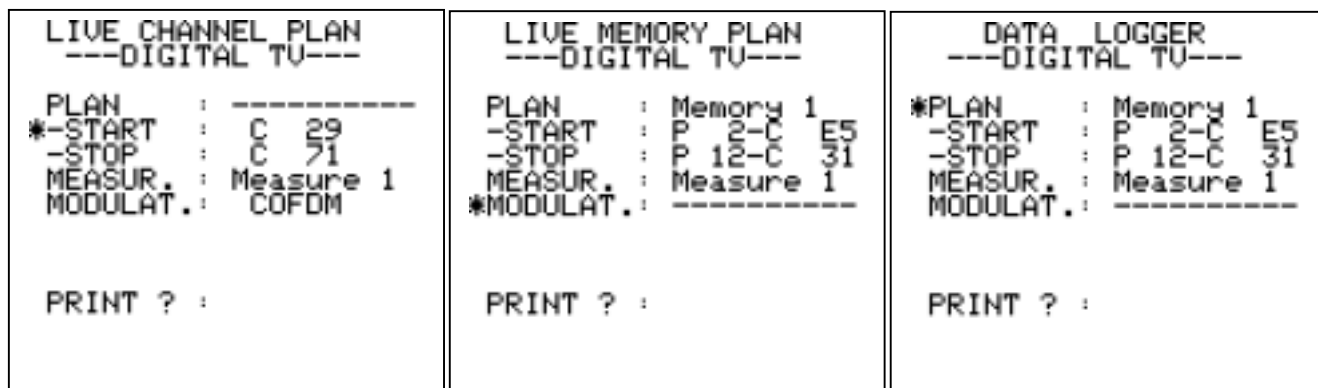 LIVE CHANNEL PLAN
---DIGITAL TV---
PLAN : ----------
*-START : C 29
-STOP : C 71
MEASUR. : Measure 1
MODULAT.: COFDM
PRINT ? :
LIVE MEMORY PLAN
---DIGITAL TV---
PLAN : Memory 1
-START : P 2-C E5
-STOP : P 12-C 31
MEASUR. : Measure 1
*MODULAT.: ----------
PRINT ? :
DATA LOGGER
---DIGITAL TV---
*PLAN : Memory 1
-START : P 2-C E5
-STOP : P 12-C 31
MEASUR. : Measure 1
MODULAT.: ----------
PRINT ? :